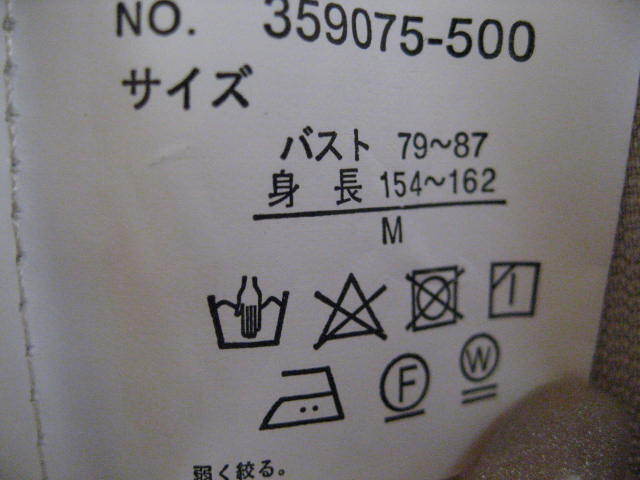 NO. 359075-500
サイズ
バスト 79~87
身 長 154~162
M
F W
弱く絞る。